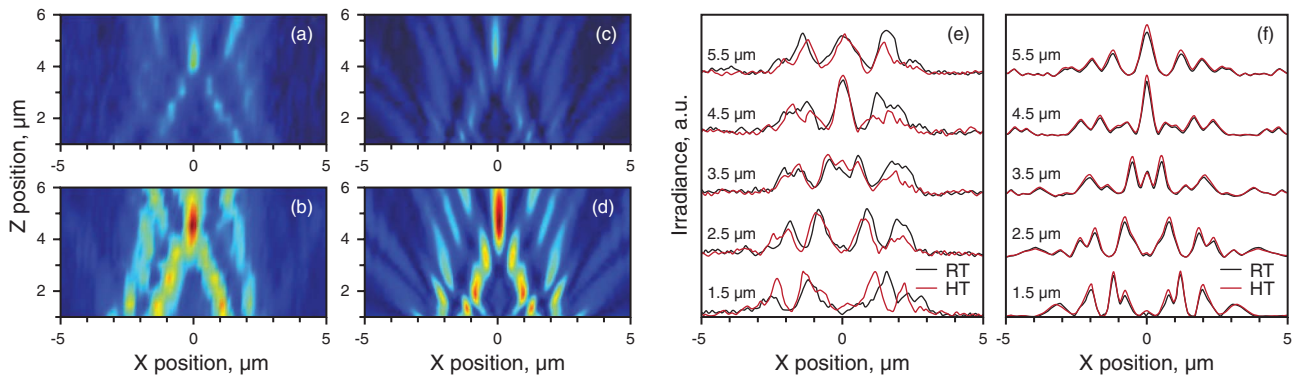 6
4
2
-5
0
5
(a)
6
4
2
-5
0
5
(c)
6
4
2
-5
0
5
(b)
6
4
2
-5
0
5
(d)
Z position, µm
X position, µm
X position, µm
Irradiance, a.u.
(e)
5.5 µm
4.5 µm
3.5 µm
2.5 µm
1.5 µm
RT
HT
-5
0
5
X position, µm
(f)
5.5 µm
4.5 µm
3.5 µm
2.5 µm
1.5 µm
RT
HT
0
5
X position, µm